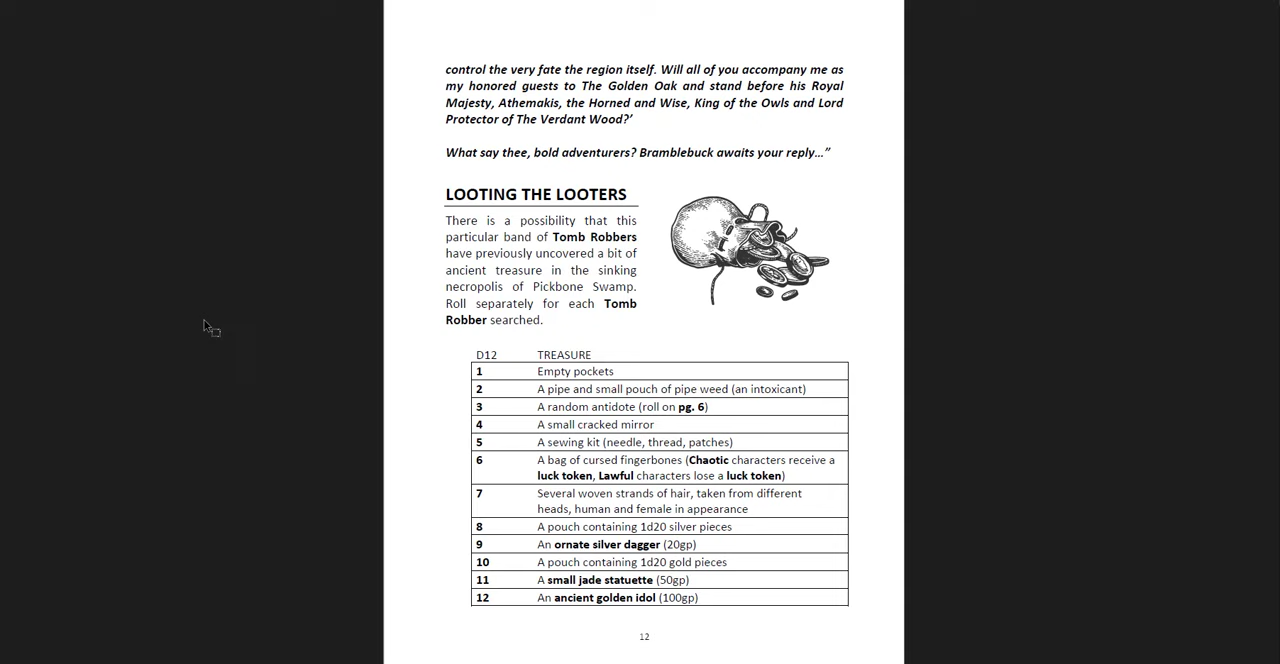 control the very fate the region itself. Will all of you accompany me as
my honored guests to The Golden Oak and stand before his Royal
Majesty, Athemakis, the Horned and Wise, King of the Owls and Lord
Protector of The Verdant Wood?’
What say thee, bold adventurers? Bramblebuck awaits your reply…”
LOOTING THE LOOTERS
There is a possibility that this
particular band of Tomb Robbers
have previously uncovered a bit of
ancient treasure in the sinking
necropolis of Pickbone Swamp.
Roll separately for each Tomb
Robber searched.
D12 TREASURE
1 Empty pockets
2 A pipe and small pouch of pipe weed (an intoxicant)
3 A random antidote (roll on pg. 6)
4 A small cracked mirror
5 A sewing kit (needle, thread, patches)
6 A bag of cursed fingerbones (Chaotic characters receive a
luck token, Lawful characters lose a luck token)
7 Several woven strands of hair, taken from different
heads, human and female in appearance
8 A pouch containing 1d20 silver pieces
9 An ornate silver dagger (20gp)
10 A pouch containing 1d20 gold pieces
11 A small jade statuette (50gp)
12 An ancient golden idol (100gp)
12